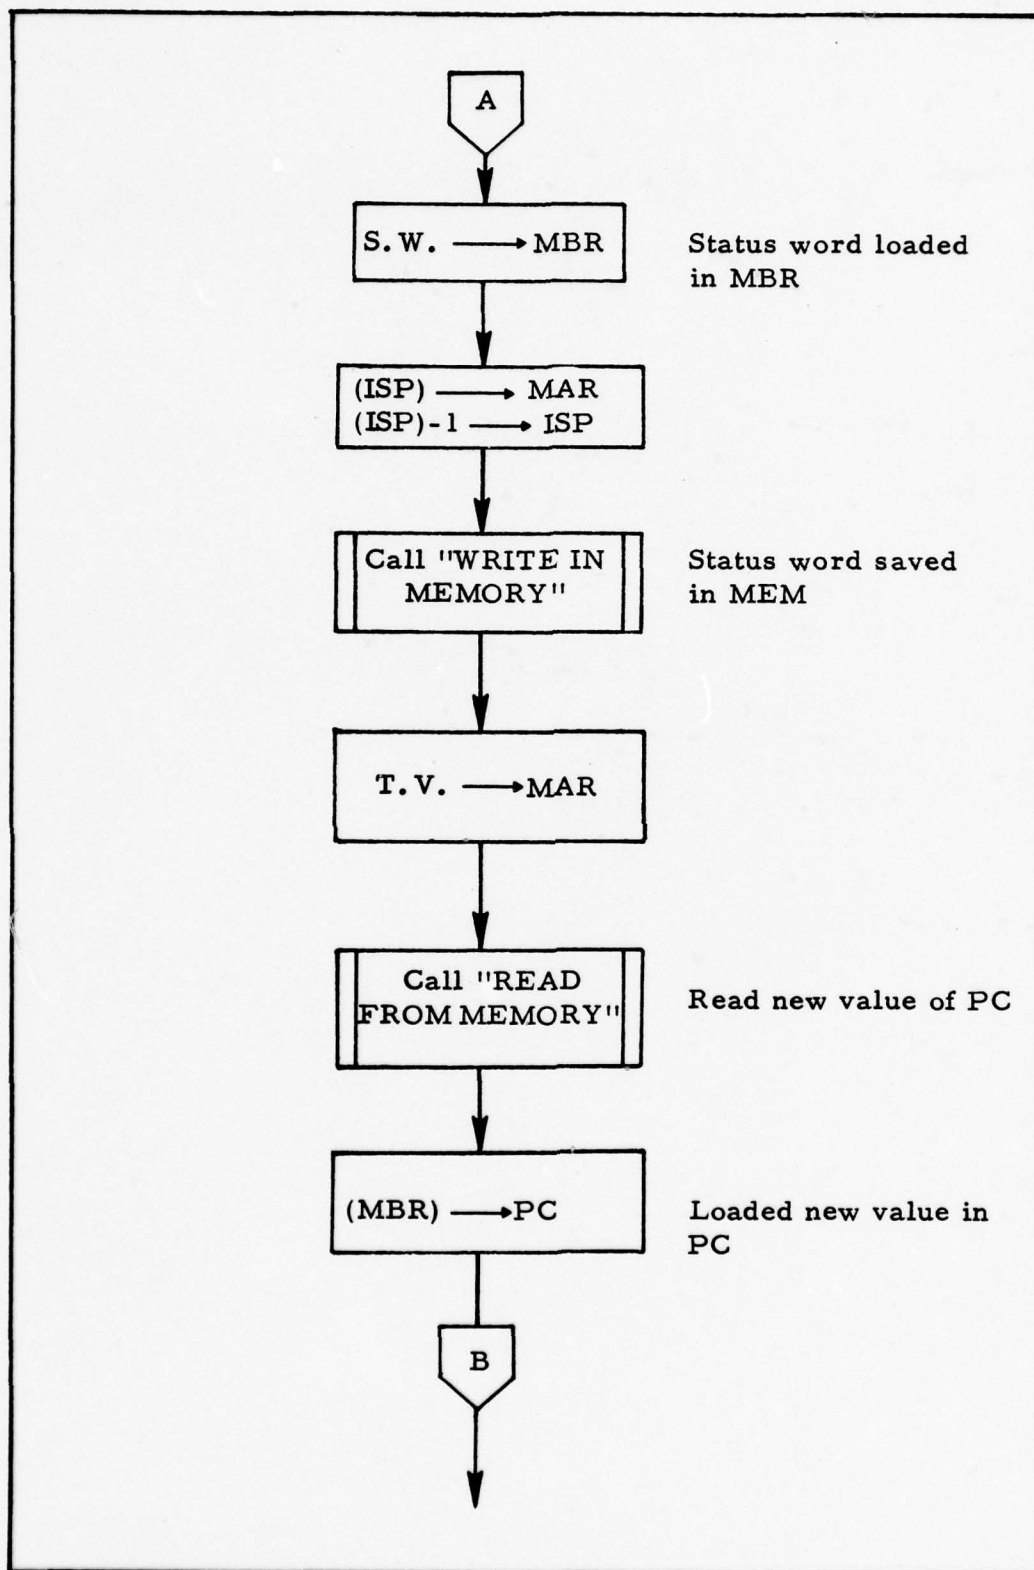 A
S.W. ⟶ MBR
Status word loaded
in MBR
(ISP) ⟶ MAR
(ISP)-1 ⟶ ISP
Call "WRITE IN
MEMORY"
Status word saved
in MEM
T.V. ⟶ MAR
Call "READ
FROM MEMORY"
Read new value of PC
(MBR) ⟶ PC
Loaded new value in
PC
B